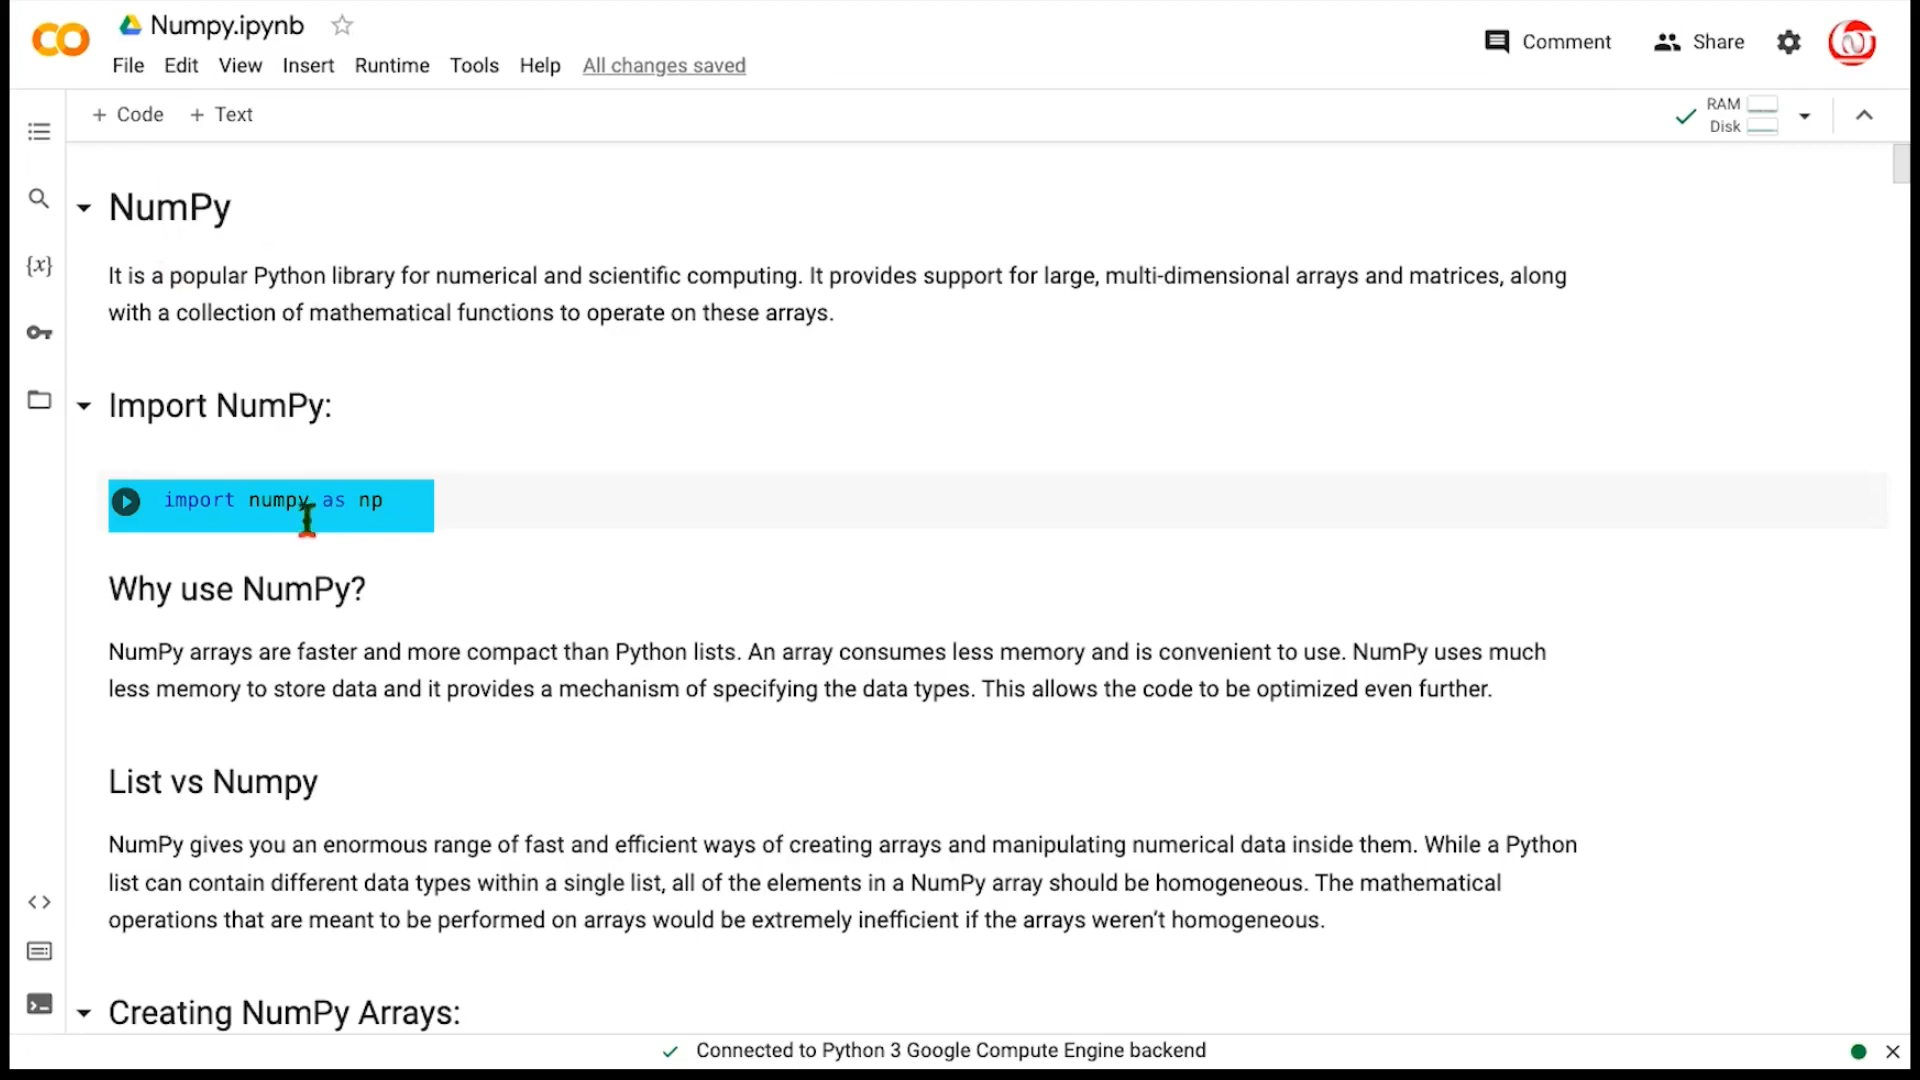 Numpy.ipynb
File Edit View Insert Runtime Tools Help All changes saved
Comment Share
+ Code + Text
RAM
Disk
{x}
NumPy
It is a popular Python library for numerical and scientific computing. It provides support for large, multi-dimensional arrays and matrices, along
with a collection of mathematical functions to operate on these arrays.
Import NumPy:
import numpy as np
Why use NumPy?
NumPy arrays are faster and more compact than Python lists. An array consumes less memory and is convenient to use. NumPy uses much
less memory to store data and it provides a mechanism of specifying the data types. This allows the code to be optimized even further.
List vs Numpy
NumPy gives you an enormous range of fast and efficient ways of creating arrays and manipulating numerical data inside them. While a Python
list can contain different data types within a single list, all of the elements in a NumPy array should be homogeneous. The mathematical
operations that are meant to be performed on arrays would be extremely inefficient if the arrays weren’t homogeneous.
Creating NumPy Arrays:
Connected to Python 3 Google Compute Engine backend